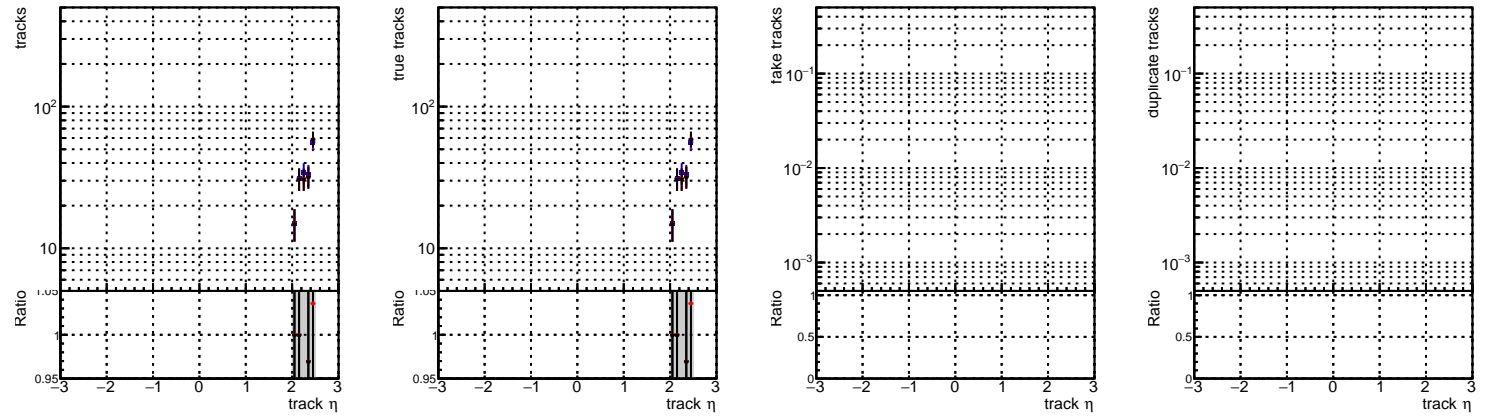 tracks
10²
10
Ratio
1.05
1
0.95
−3 −2 −1 0 1 2 3
track η
true tracks
10²
10
Ratio
1.05
1
0.95
−3 −2 −1 0 1 2 3
track η
fake tracks
10⁻¹
10⁻²
10⁻³
Ratio
1
0.5
0
−3 −2 −1 0 1 2 3
track η
duplicate tracks
10⁻¹
10⁻²
10⁻³
Ratio
1
0.5
0
−3 −2 −1 0 1 2 3
track η